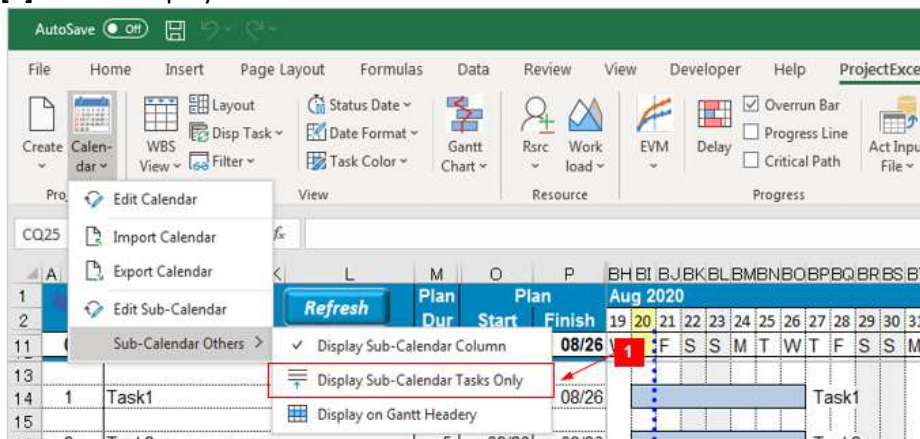 AutoSave Off
File Home Insert Page Layout Formulas Data Review View Developer Help ProjectExce
Create
Calen-
dar
WBS
View
Layout
Disp Task
Filter
Status Date
Date Format
Task Color
View
Gantt
Chart
Rsrc
Work
load
Resource
EVM
Delay
Overrun Bar
Progress Line
Critical Path
Progress
Act Inpu
File
Pro
Edit Calendar
Import Calendar
Export Calendar
Edit Sub-Calendar
Sub-Calendar Others >
Display Sub-Calendar Column
Display Sub-Calendar Tasks Only
Display on Gantt Headery
1
CQ25 fx
A K L M O P BH BI BJ BK BL BM BN BO BP BQ BR BS
1 Refresh Plan Plan Aug 2020
2 Dur Start Finish 19 20 21 22 23 24 25 26 27 28 29 30 31
11 08/26 F S S M T W T F S S M
13
14 1 Task1 08/26 Task1
15